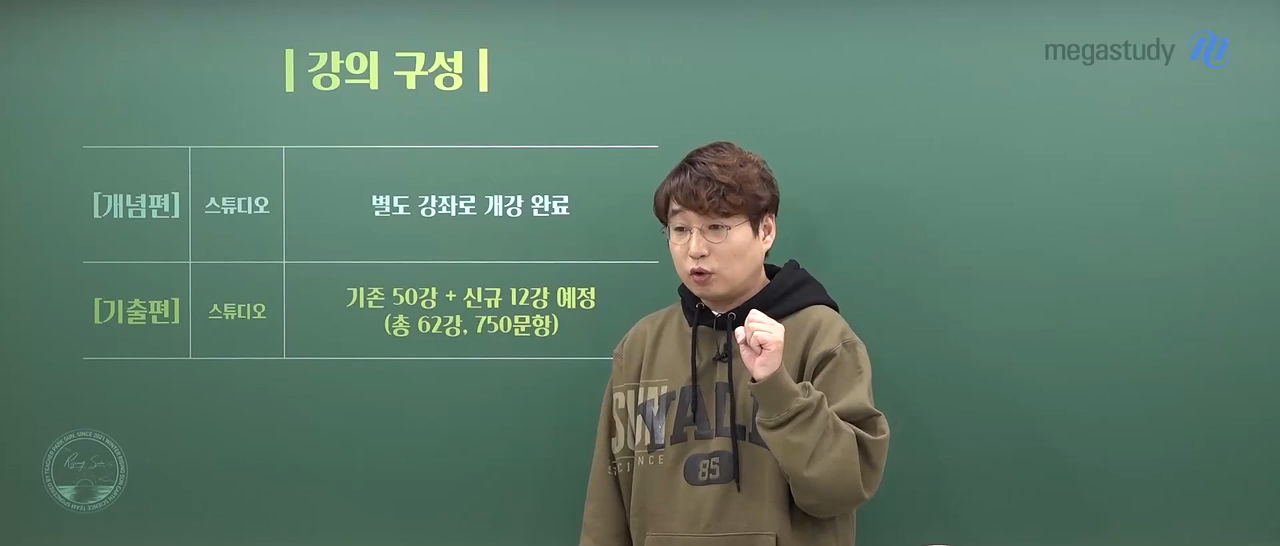 | 강의 구성 |
megastudy
[개념편] 스튜디오 별도 강좌로 개강 완료
[기출편] 스튜디오 기존 50강 + 신규 12강 예정
(총 62강, 750문항)
SUN
SCIENCE
85